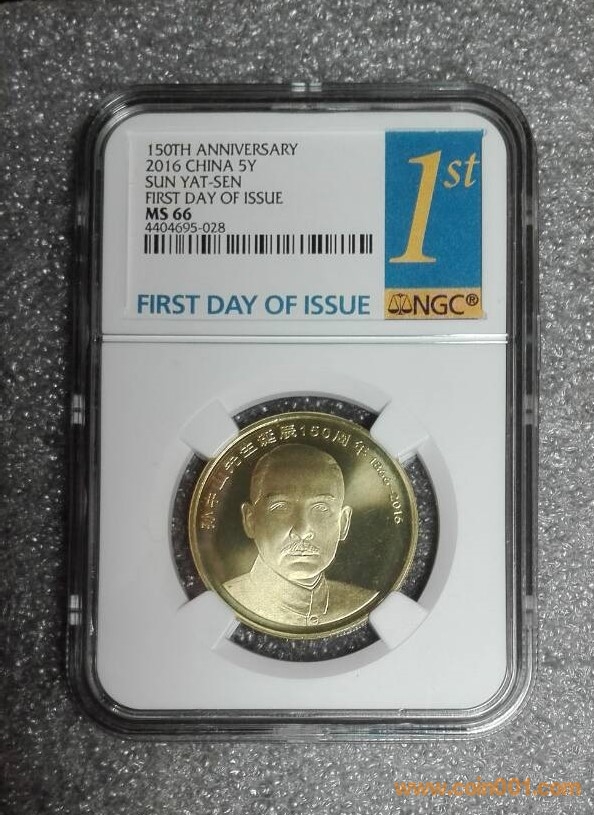 150TH ANNIVERSARY
2016 CHINA 5Y
SUN YAT-SEN
FIRST DAY OF ISSUE
MS 66
4404695-028
1st
FIRST DAY OF ISSUE
NGC®
孙中山先生诞辰150周年 1866-2016
www.coin001.com